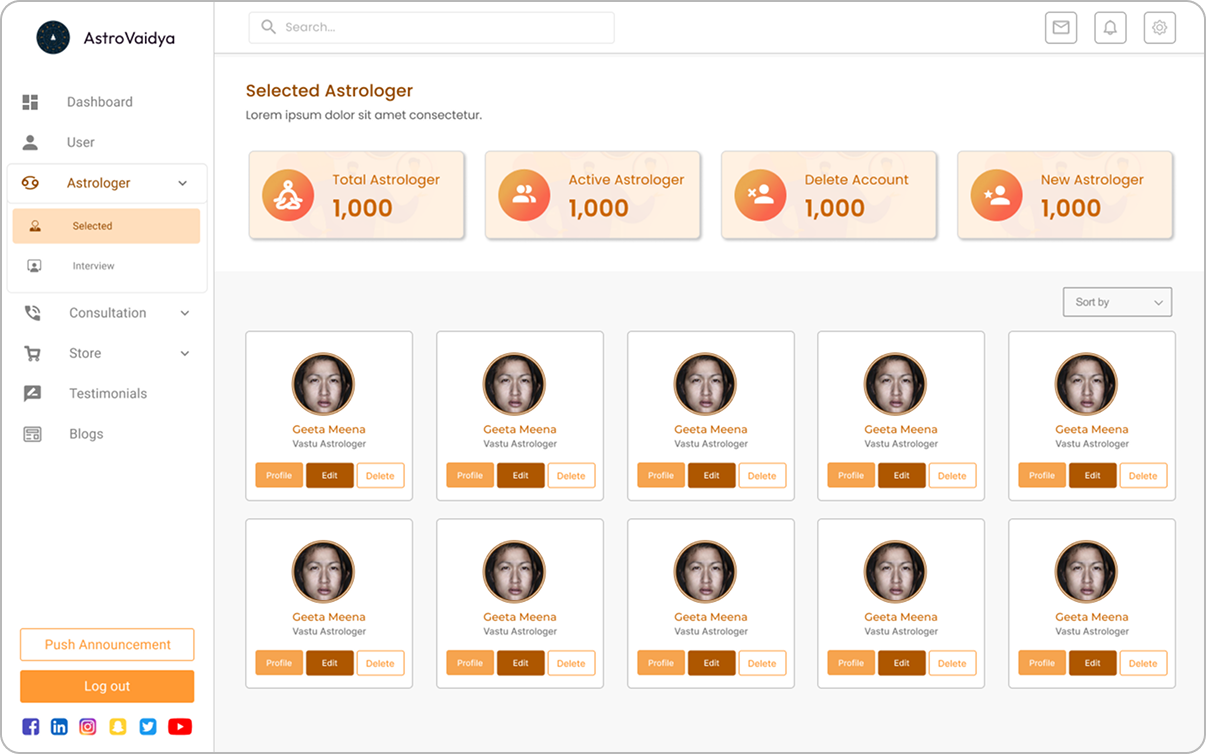 AstroVaidya
Search...
Dashboard
User
Astrologer
Selected
Interview
Consultation
Store
Testimonials
Blogs
Push Announcement
Log out
Selected Astrologer
Lorem ipsum dolor sit amet consectetur.
Total Astrologer
1,000
Active Astrologer
1,000
Delete Account
1,000
New Astrologer
1,000
Sort by
Geeta Meena
Vastu Astrologer
Profile Edit Delete
Geeta Meena
Vastu Astrologer
Profile Edit Delete
Geeta Meena
Vastu Astrologer
Profile Edit Delete
Geeta Meena
Vastu Astrologer
Profile Edit Delete
Geeta Meena
Vastu Astrologer
Profile Edit Delete
Geeta Meena
Vastu Astrologer
Profile Edit Delete
Geeta Meena
Vastu Astrologer
Profile Edit Delete
Geeta Meena
Vastu Astrologer
Profile Edit Delete
Geeta Meena
Vastu Astrologer
Profile Edit Delete
Geeta Meena
Vastu Astrologer
Profile Edit Delete